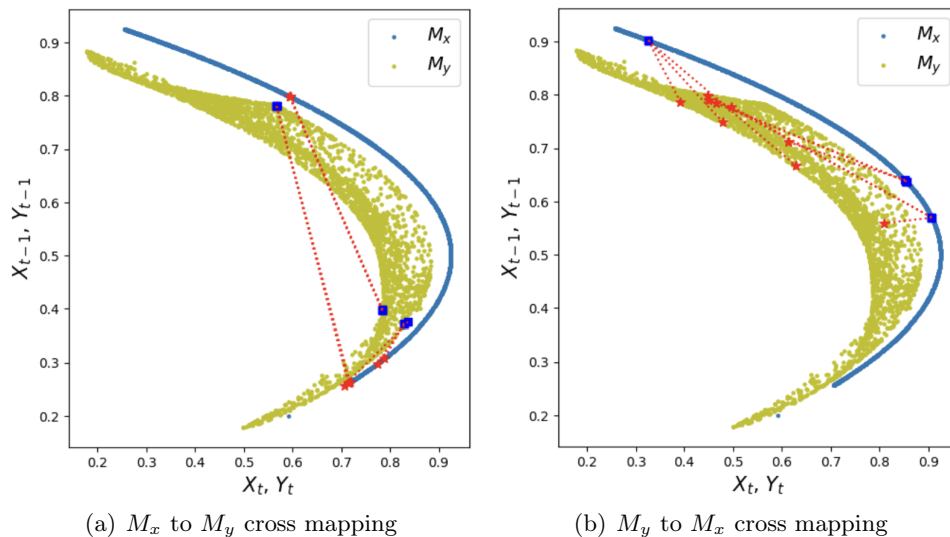 0.9
0.8
0.7
0.6
0.5
0.4
0.3
0.2
X_{t-1}, Y_{t-1}
M_x
M_y
0.2 0.3 0.4 0.5 0.6 0.7 0.8 0.9
X_t, Y_t
(a) M_x to M_y cross mapping
0.9
0.8
0.7
0.6
0.5
0.4
0.3
0.2
X_{t-1}, Y_{t-1}
M_x
M_y
0.2 0.3 0.4 0.5 0.6 0.7 0.8 0.9
X_t, Y_t
(b) M_y to M_x cross mapping